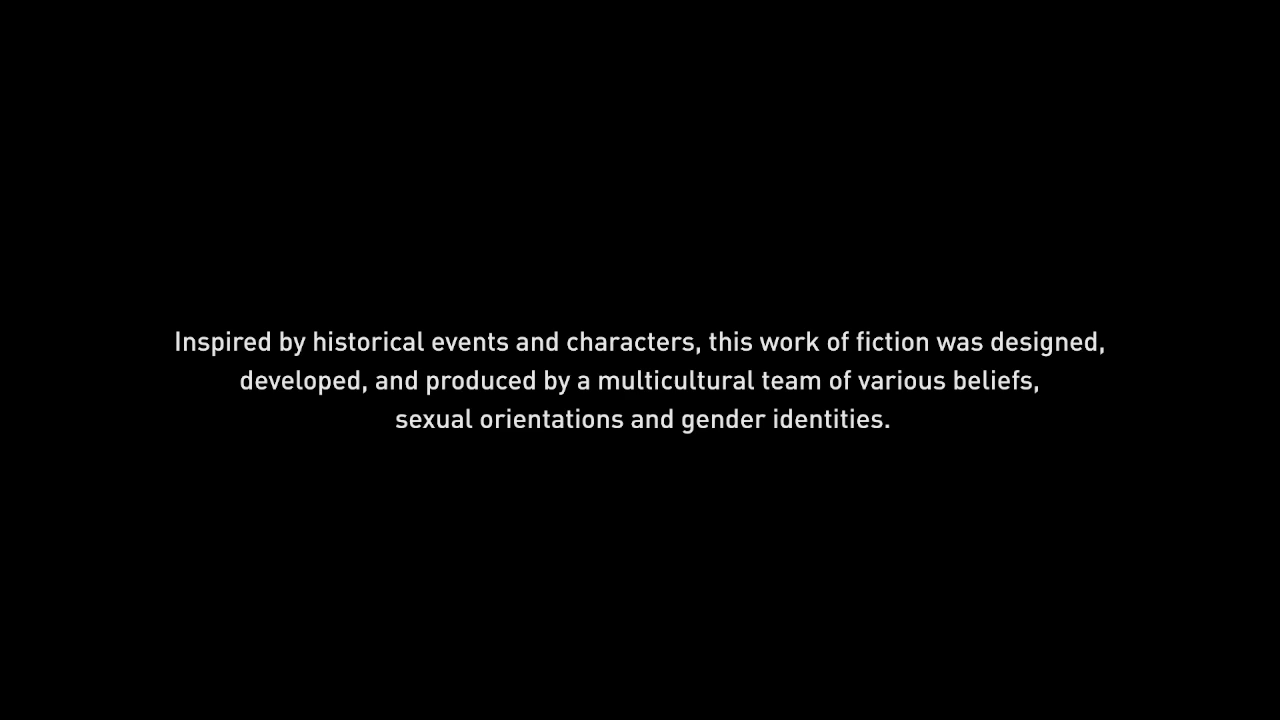 Inspired by historical events and characters, this work of fiction was designed,
developed, and produced by a multicultural team of various beliefs,
sexual orientations and gender identities.